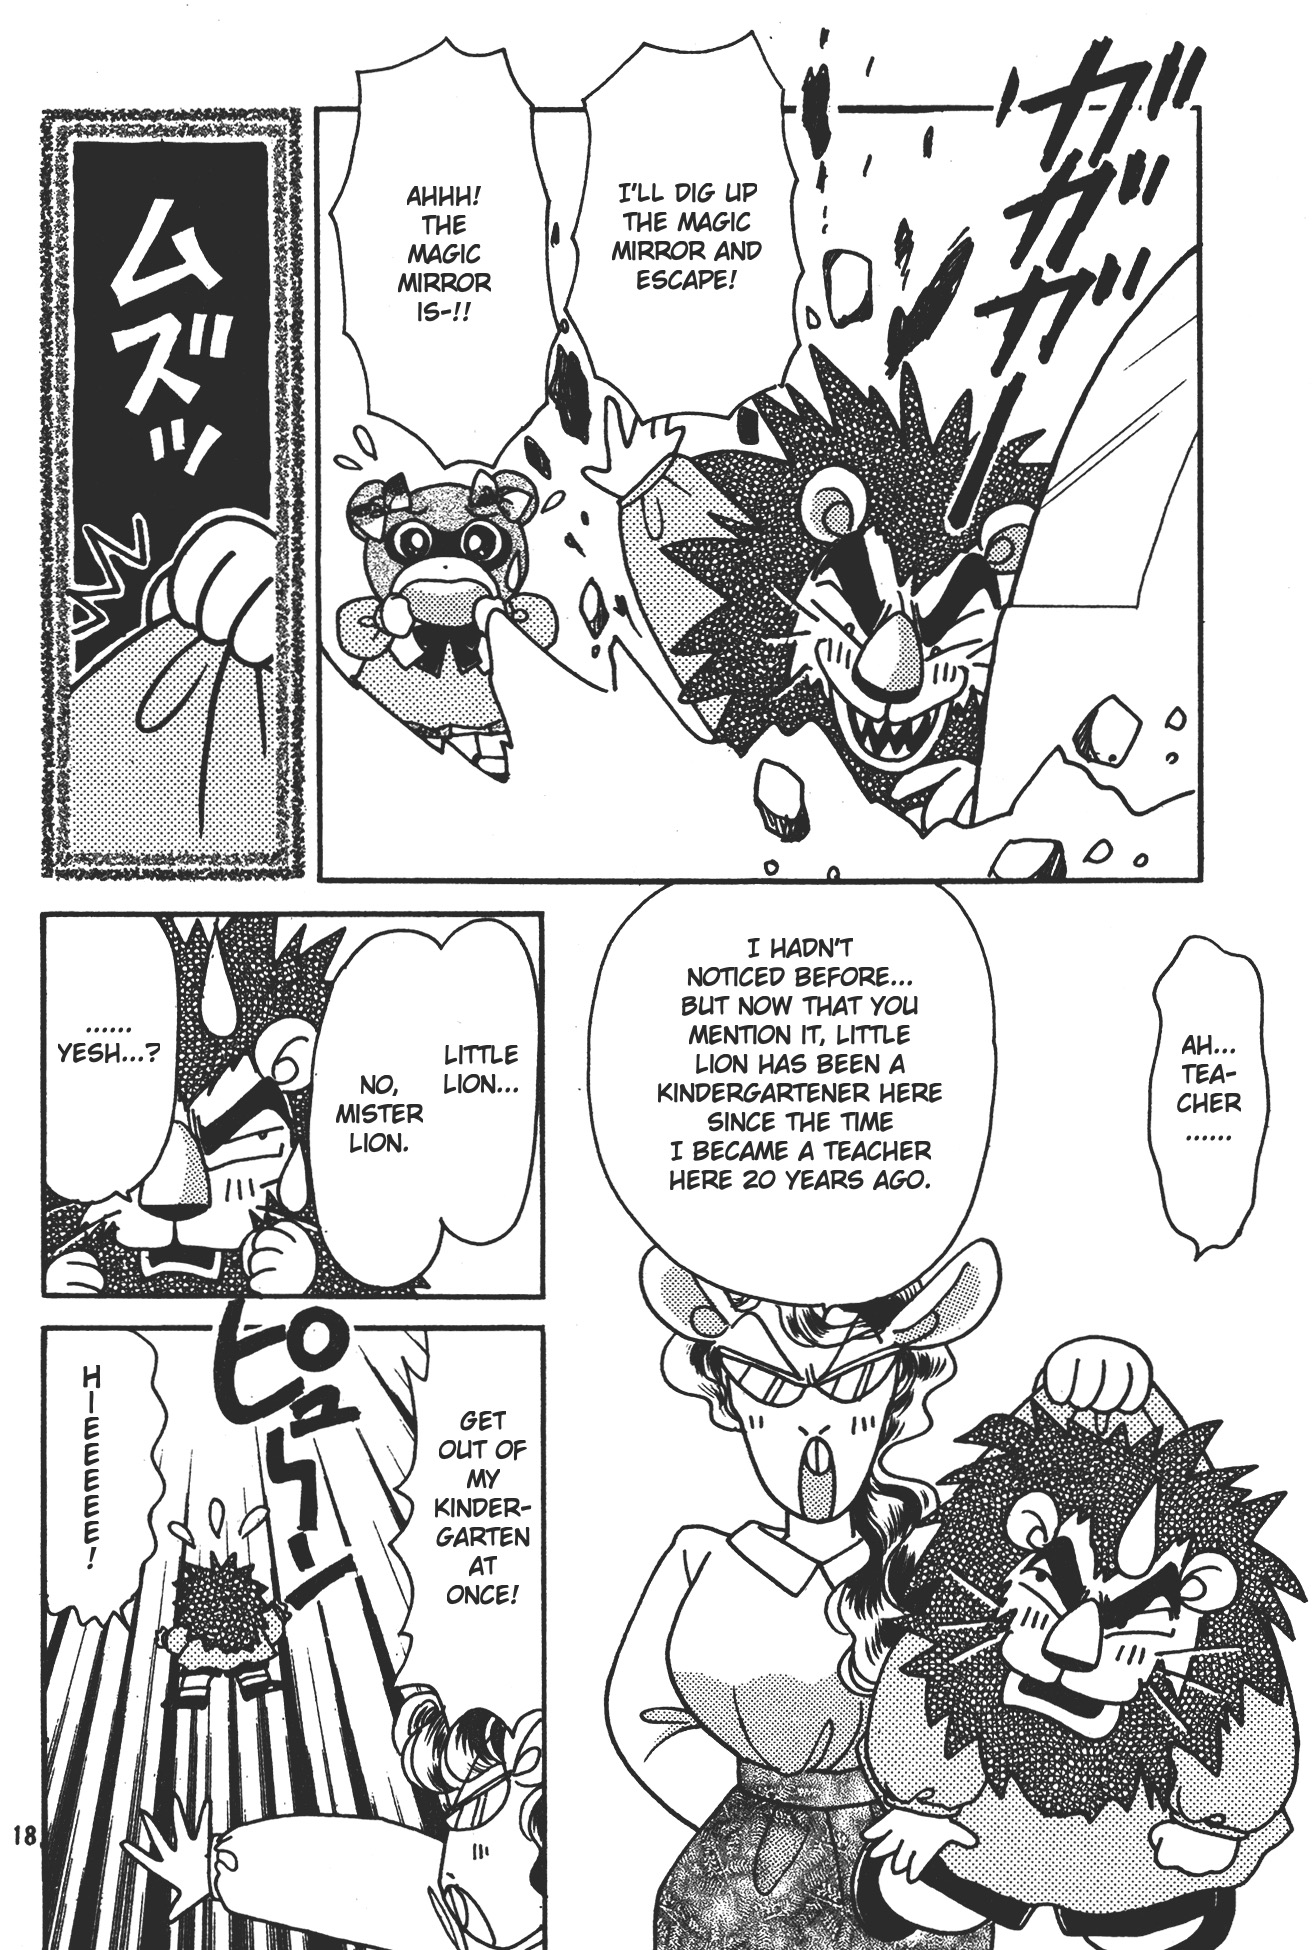 ガガガ
I'LL DIG UP
THE MAGIC
MIRROR AND
ESCAPE!
AHHH!
THE
MAGIC
MIRROR
IS-!!
ムズッ
AH...
TEA-
CHER
......
I HADN'T
NOTICED BEFORE...
BUT NOW THAT YOU
MENTION IT, LITTLE
LION HAS BEEN A
KINDERGARTENER HERE
SINCE THE TIME
I BECAME A TEACHER
HERE 20 YEARS AGO.
LITTLE
LION...
NO,
MISTER
LION.
......
YESH...?
GET
OUT OF
MY
KINDER-
GARTEN
AT
ONCE!
ピューー
HIEEEEE!
18